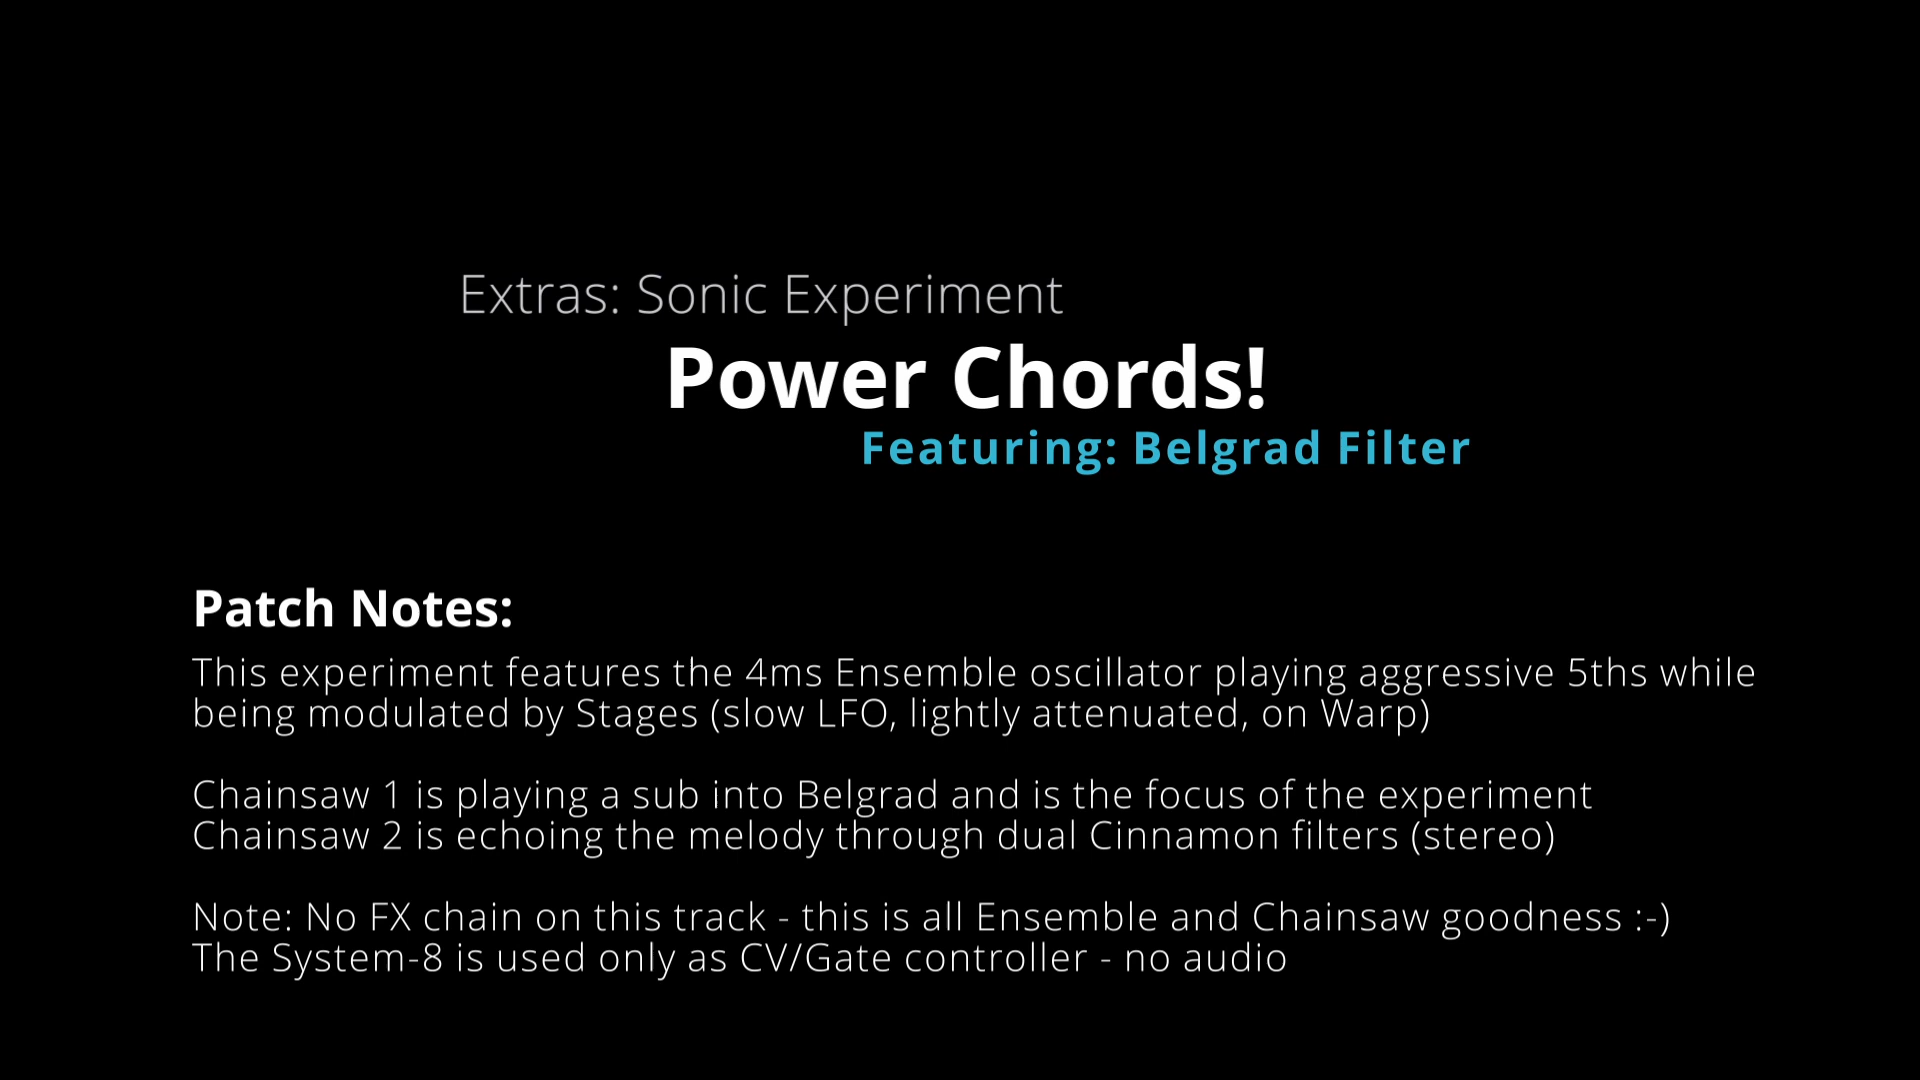 Extras: Sonic Experiment
Power Chords!
Featuring: Belgrad Filter
Patch Notes:
This experiment features the 4ms Ensemble oscillator playing aggressive 5ths while
being modulated by Stages (slow LFO, lightly attenuated, on Warp)
Chainsaw 1 is playing a sub into Belgrad and is the focus of the experiment
Chainsaw 2 is echoing the melody through dual Cinnamon filters (stereo)
Note: No FX chain on this track - this is all Ensemble and Chainsaw goodness :-)
The System-8 is used only as CV/Gate controller - no audio